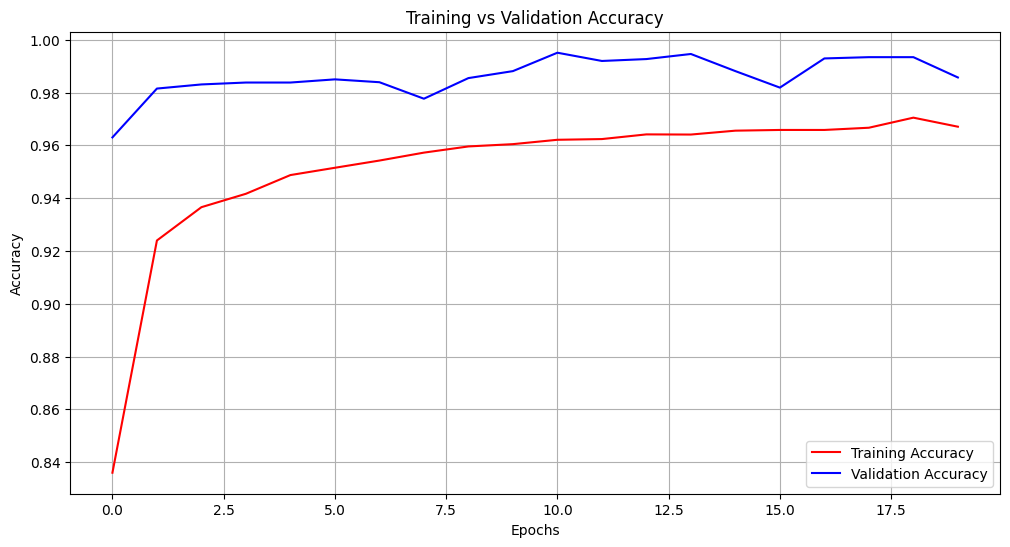 Training vs Validation Accuracy
1.00
0.98
0.96
0.94
0.92
0.90
0.88
0.86
0.84
Accuracy
0.0 2.5 5.0 7.5 10.0 12.5 15.0 17.5
Epochs
Training Accuracy
Validation Accuracy